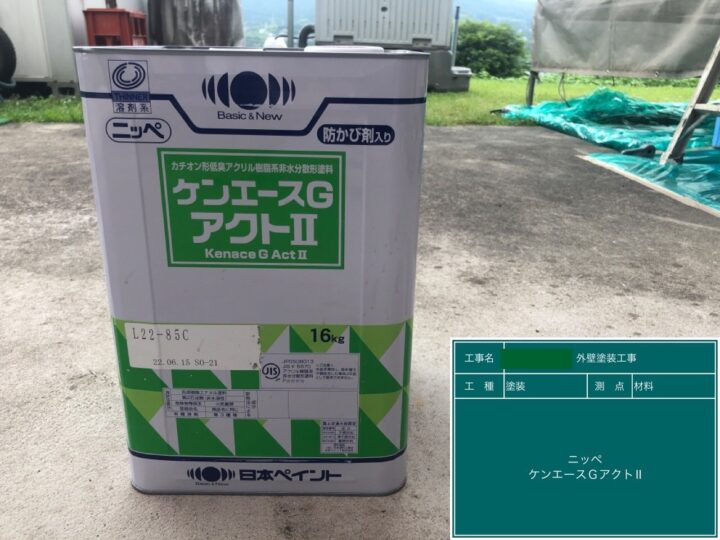 THINNER
溶剤系
Basic & New
ニッペ
防かび剤入り
カチオン形低臭アクリル樹脂系非水分散形塗料
ケンエースG
アクトⅡ
Kenace G Act Ⅱ
L22-85C
22.06.15 SO-21
16kg
JIS
Basic & New
日本ペイント
工事名 外壁塗装工事
工 種 塗装 測 点 材料
ニッペ
ケンエースGアクトⅡ